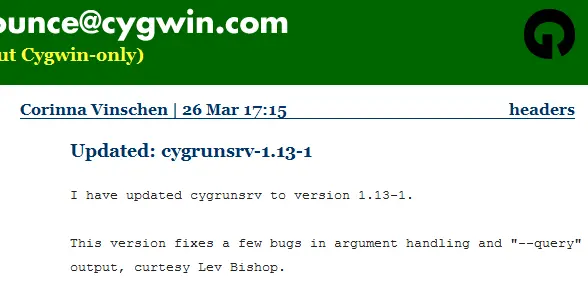 ounce@cygwin.com
ut Cygwin-only)
Corinna Vinschen | 26 Mar 17:15 headers
Updated: cygrunsrv-1.13-1
I have updated cygrunsrv to version 1.13-1.
This version fixes a few bugs in argument handling and "--query"
output, curtesy Lev Bishop.